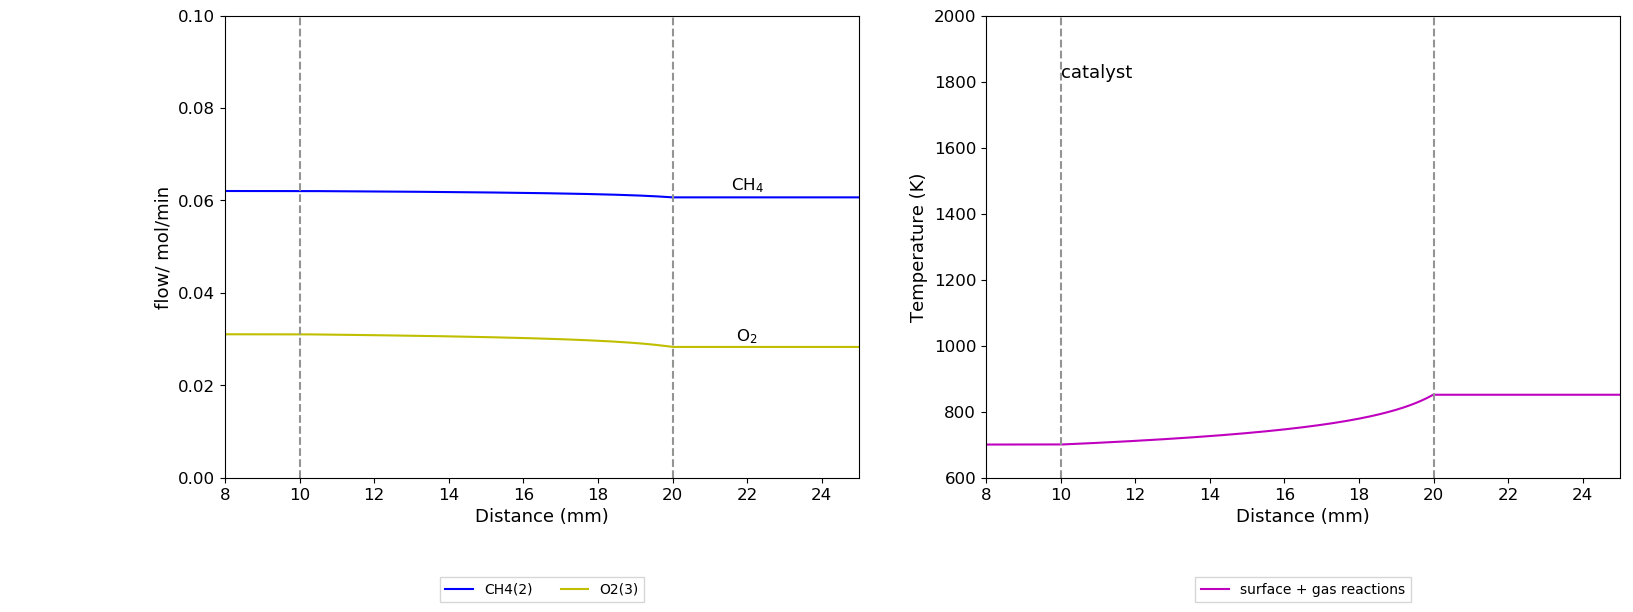 0.10
0.08
0.06
0.04
0.02
0.00
flow/ mol/min
CH₄
O₂
8 10 12 14 16 18 20 22 24
Distance (mm)
CH4(2) O2(3)
2000
1800
1600
1400
1200
1000
800
600
Temperature (K)
catalyst
8 10 12 14 16 18 20 22 24
Distance (mm)
surface + gas reactions